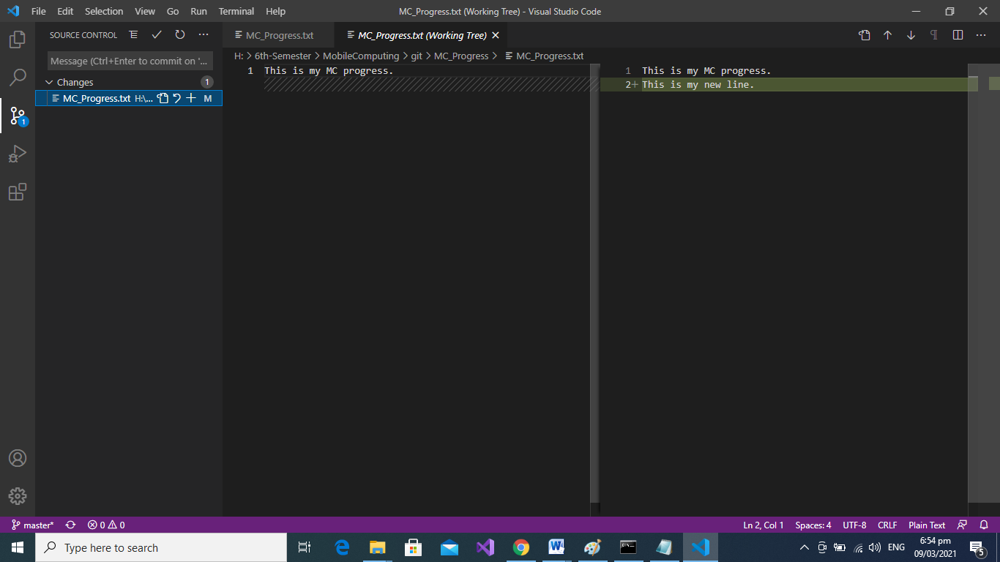 File Edit Selection View Go Run Terminal Help
MC_Progress.txt (Working Tree) - Visual Studio Code
SOURCE CONTROL
MC_Progress.txt
MC_Progress.txt (Working Tree)
Message (Ctrl+Enter to commit on '...
H: > 6th-Semester > MobileComputing > git > MC_Progress > MC_Progress.txt
Changes 1
MC_Progress.txt H:\... M
1 This is my MC progress.
1 This is my MC progress.
2+ This is my new line.
1
master* 0 0
Ln 2, Col 1 Spaces: 4 UTF-8 CRLF Plain Text
Type here to search
ENG
6:54 pm
09/03/2021
5